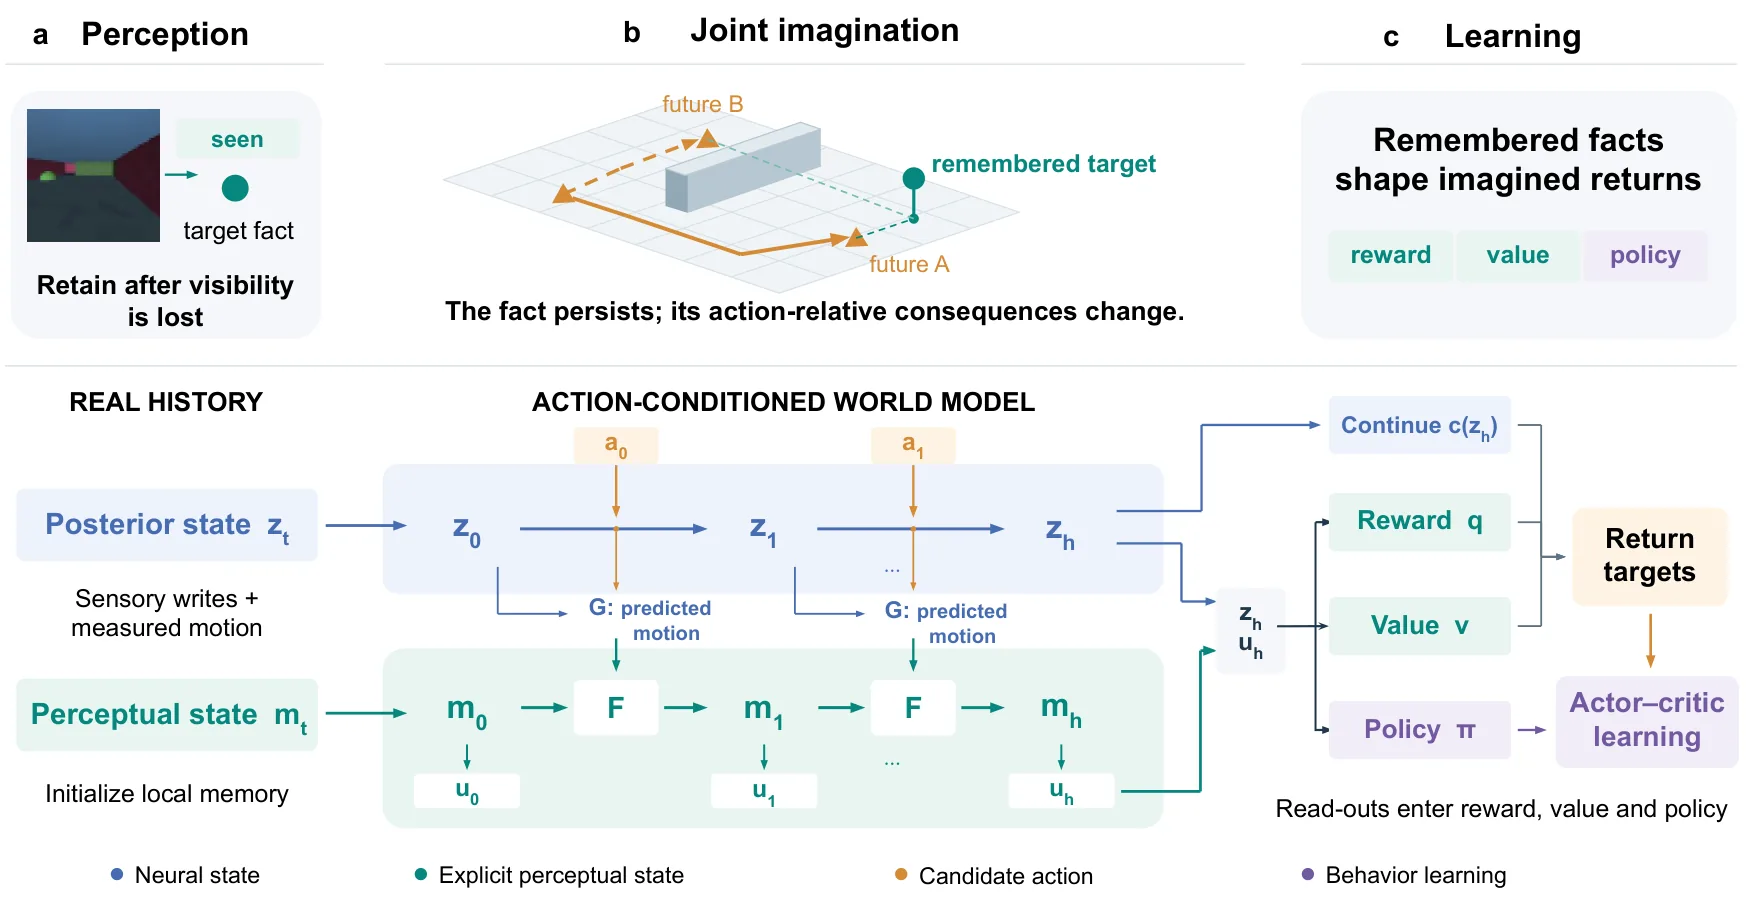 a Perception
b Joint imagination
c Learning
seen
target fact
Retain after visibility
is lost
future B
remembered target
future A
The fact persists; its action-relative consequences change.
Remembered facts
shape imagined returns
reward value policy
REAL HISTORY
ACTION-CONDITIONED WORLD MODEL
a0 a1
Continue c(zh)
Posterior state zt
z0 z1 zh
Reward q
...
Return
targets
Sensory writes +
measured motion
G: predicted
motion
G: predicted
motion
zh
uh
Value v
Perceptual state mt
m0 F m1 F mh
Policy π
Actor–critic
learning
...
u0 u1 uh
Initialize local memory
Read-outs enter reward, value and policy
Neural state
Explicit perceptual state
Candidate action
Behavior learning